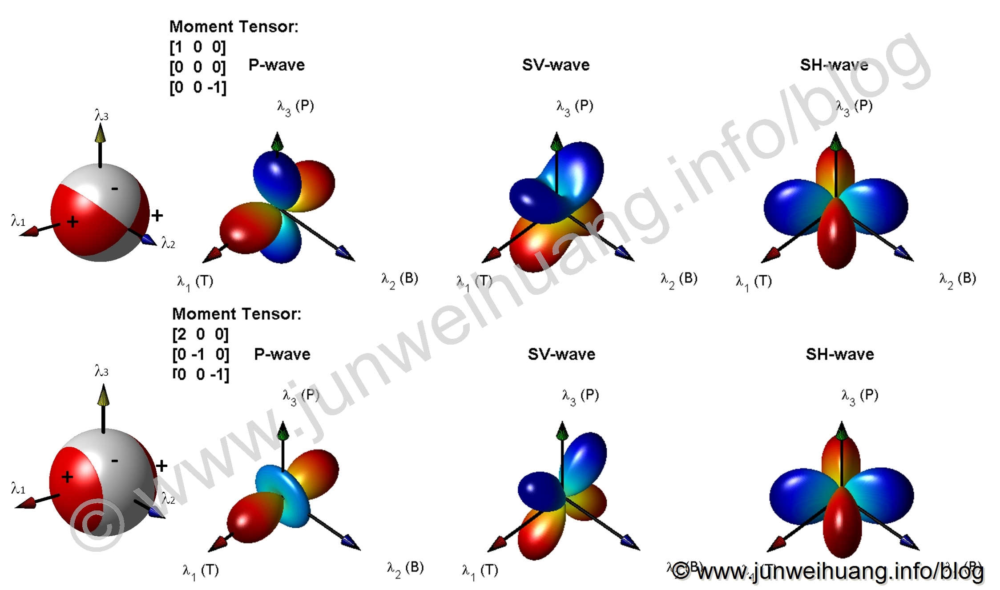 Moment Tensor:
[1 0 0]
[0 0 0]
[0 0 -1]
P-wave
SV-wave
SH-wave
λ3
-
+
+
λ1
λ2
λ3 (P)
λ1 (T)
λ2 (B)
λ3 (P)
λ1 (T)
λ2 (B)
λ3 (P)
λ1 (T)
λ2 (B)
Moment Tensor:
[2 0 0]
[0 -1 0]
[0 0 -1]
P-wave
SV-wave
SH-wave
λ3
-
+
+
λ1
λ2
λ3 (P)
λ1 (T)
λ2 (B)
λ3 (P)
λ1 (T)
λ2 (B)
λ3 (P)
λ1 (T)
λ2 (B)
© www.junweihuang.info/blog
© www.junweihuang.info/blog